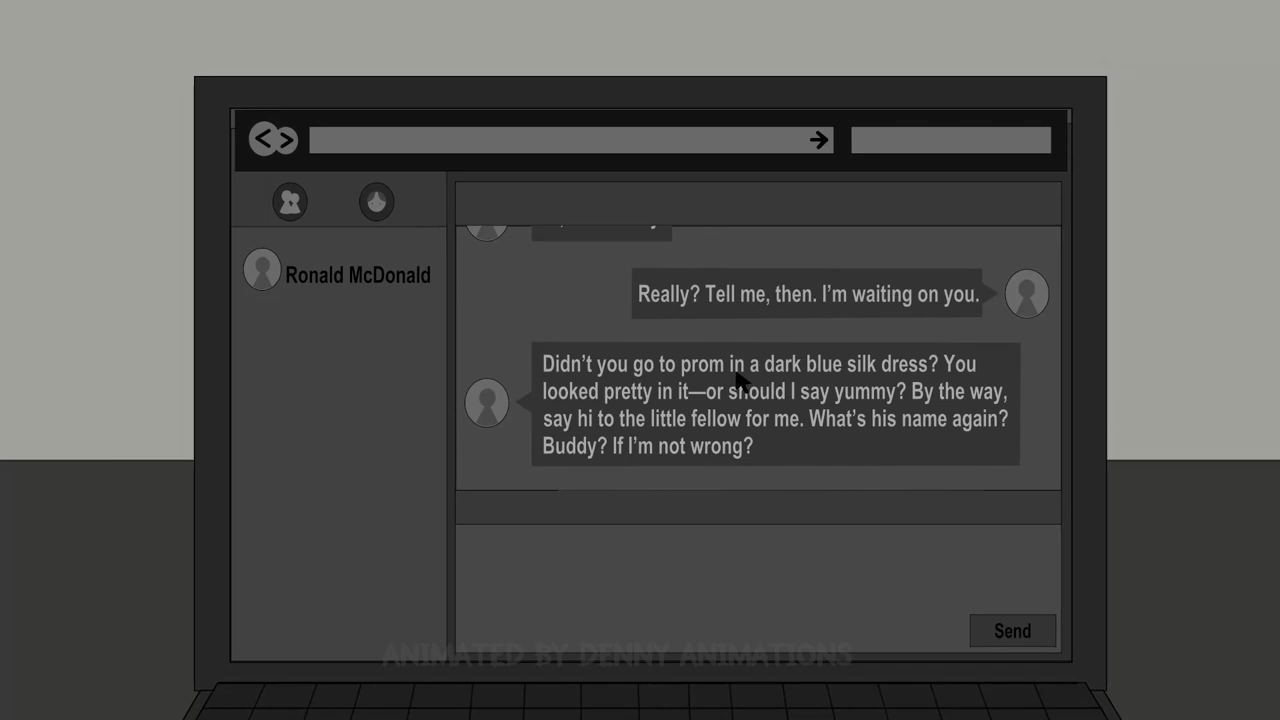 Ronald McDonald
Really? Tell me, then. I'm waiting on you.
Didn't you go to prom in a dark blue silk dress? You
looked pretty in it—or should I say yummy? By the way,
say hi to the little fellow for me. What's his name again?
Buddy? If I'm not wrong?
Send
ANIMATED BY DENNY ANIMATIONS